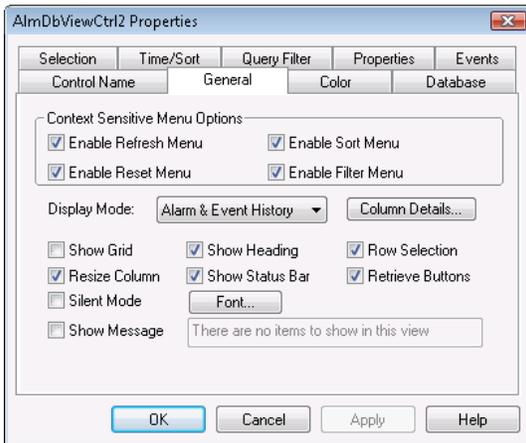 AlmDbViewCtrl2 Properties
Selection Time/Sort Query Filter Properties Events
Control Name General Color Database
Context Sensitive Menu Options
Enable Refresh Menu Enable Sort Menu
Enable Reset Menu Enable Filter Menu
Display Mode: Alarm & Event History Column Details...
Show Grid Show Heading Row Selection
Resize Column Show Status Bar Retrieve Buttons
Silent Mode Font...
Show Message There are no items to show in this view
OK Cancel Apply Help